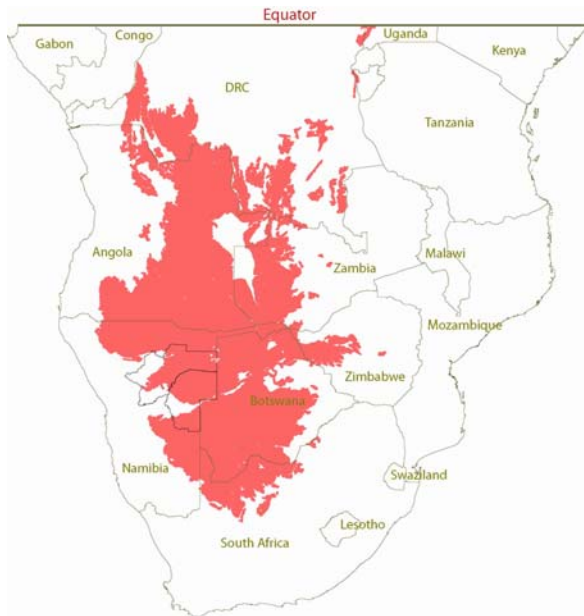 Equator
Gabon
Congo
Uganda
Kenya
DRC
Tanzania
Angola
Zambia
Malawi
Mozambique
Zimbabwe
Botswana
Namibia
Swaziland
Lesotho
South Africa